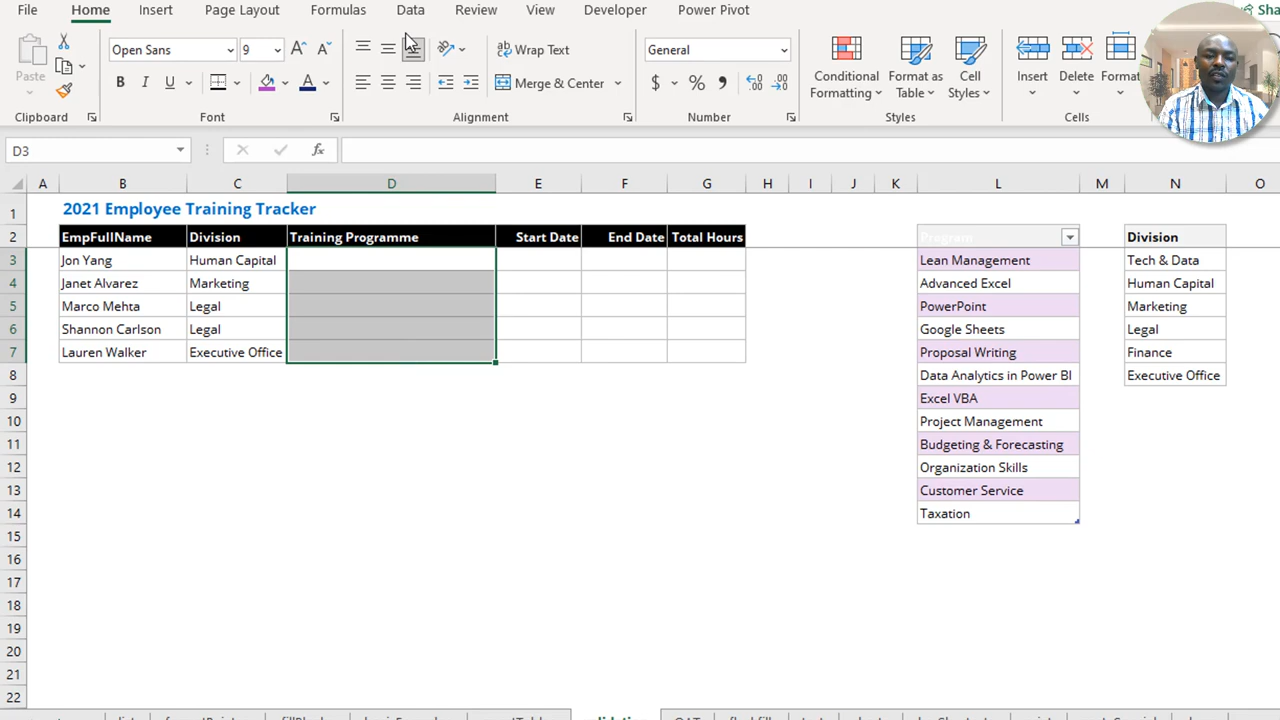 File Home Insert Page Layout Formulas Data Review View Developer Power Pivot Sha
Open Sans 9 Wrap Text General
Paste Merge & Center $ % Conditional Formatting Format as Table Cell Styles Insert Delete Format
Clipboard Font Alignment Number Styles Cells
D3 fx
A B C D E F G H I J K L M N O
1 2021 Employee Training Tracker
2 EmpFullName Division Training Programme Start Date End Date Total Hours Program Division
3 Jon Yang Human Capital Lean Management Tech & Data
4 Janet Alvarez Marketing Advanced Excel Human Capital
5 Marco Mehta Legal PowerPoint Marketing
6 Shannon Carlson Legal Google Sheets Legal
7 Lauren Walker Executive Office Proposal Writing Finance
8 Data Analytics in Power BI Executive Office
9 Excel VBA
10 Project Management
11 Budgeting & Forecasting
12 Organization Skills
13 Customer Service
14 Taxation
15
16
17
18
19
20
21
22